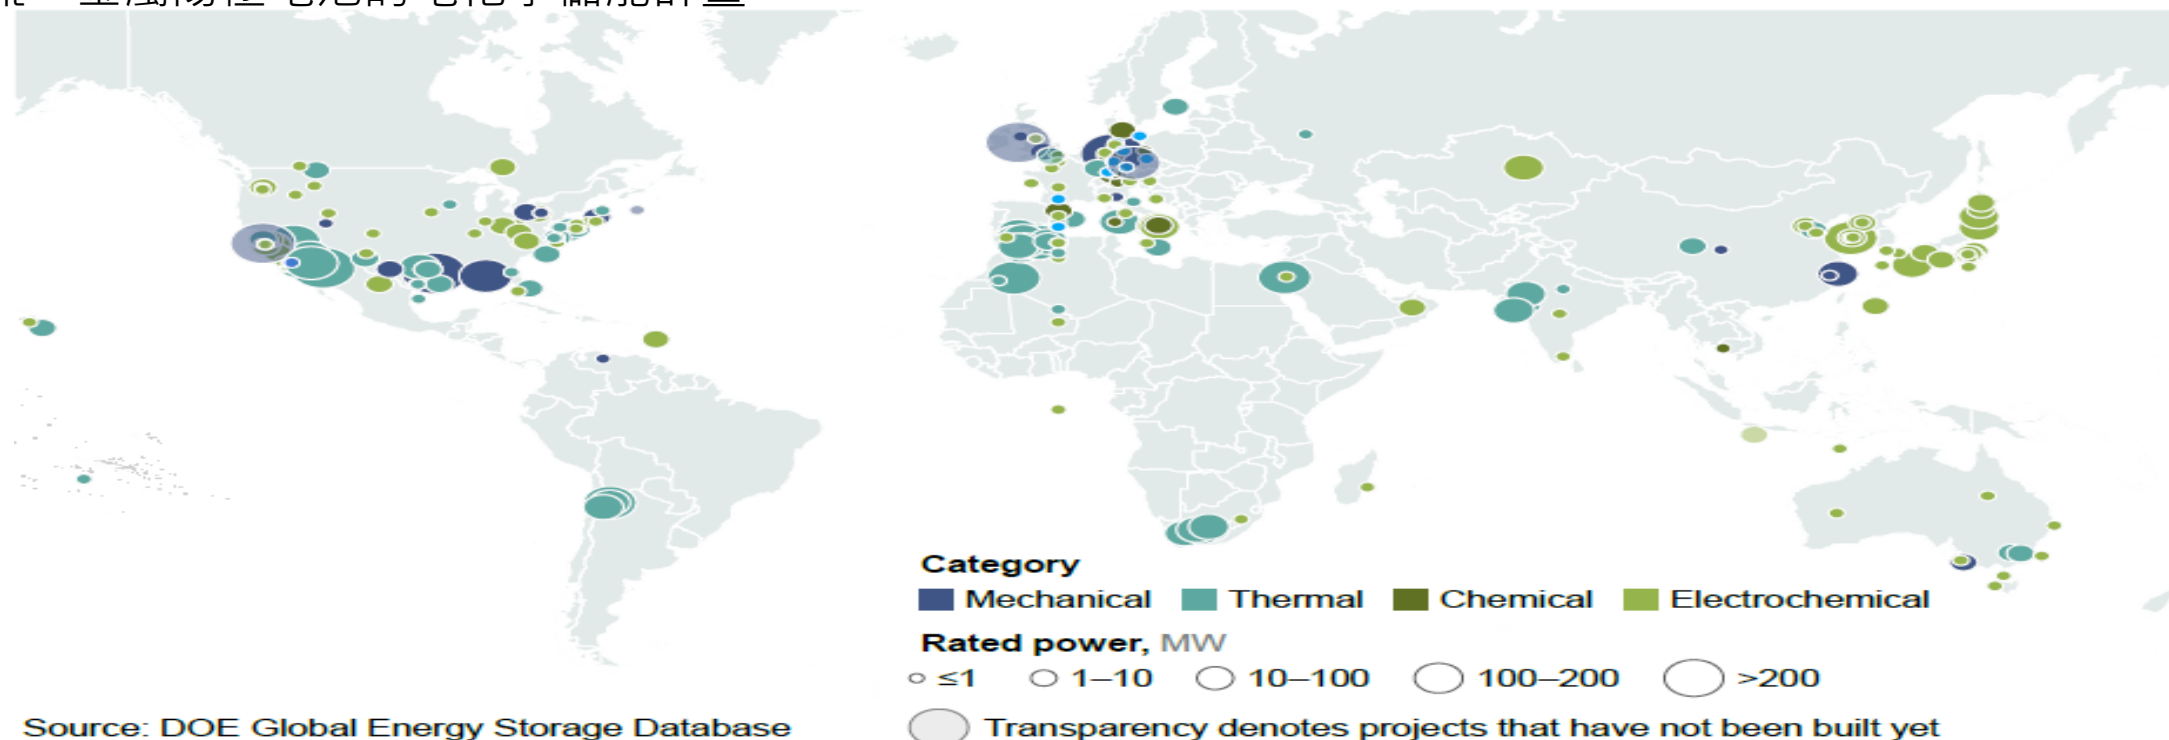 Category
Mechanical Thermal Chemical Electrochemical
Rated power, MW
≤1 1–10 10–100 100–200 >200
Source: DOE Global Energy Storage Database
Transparency denotes projects that have not been built yet